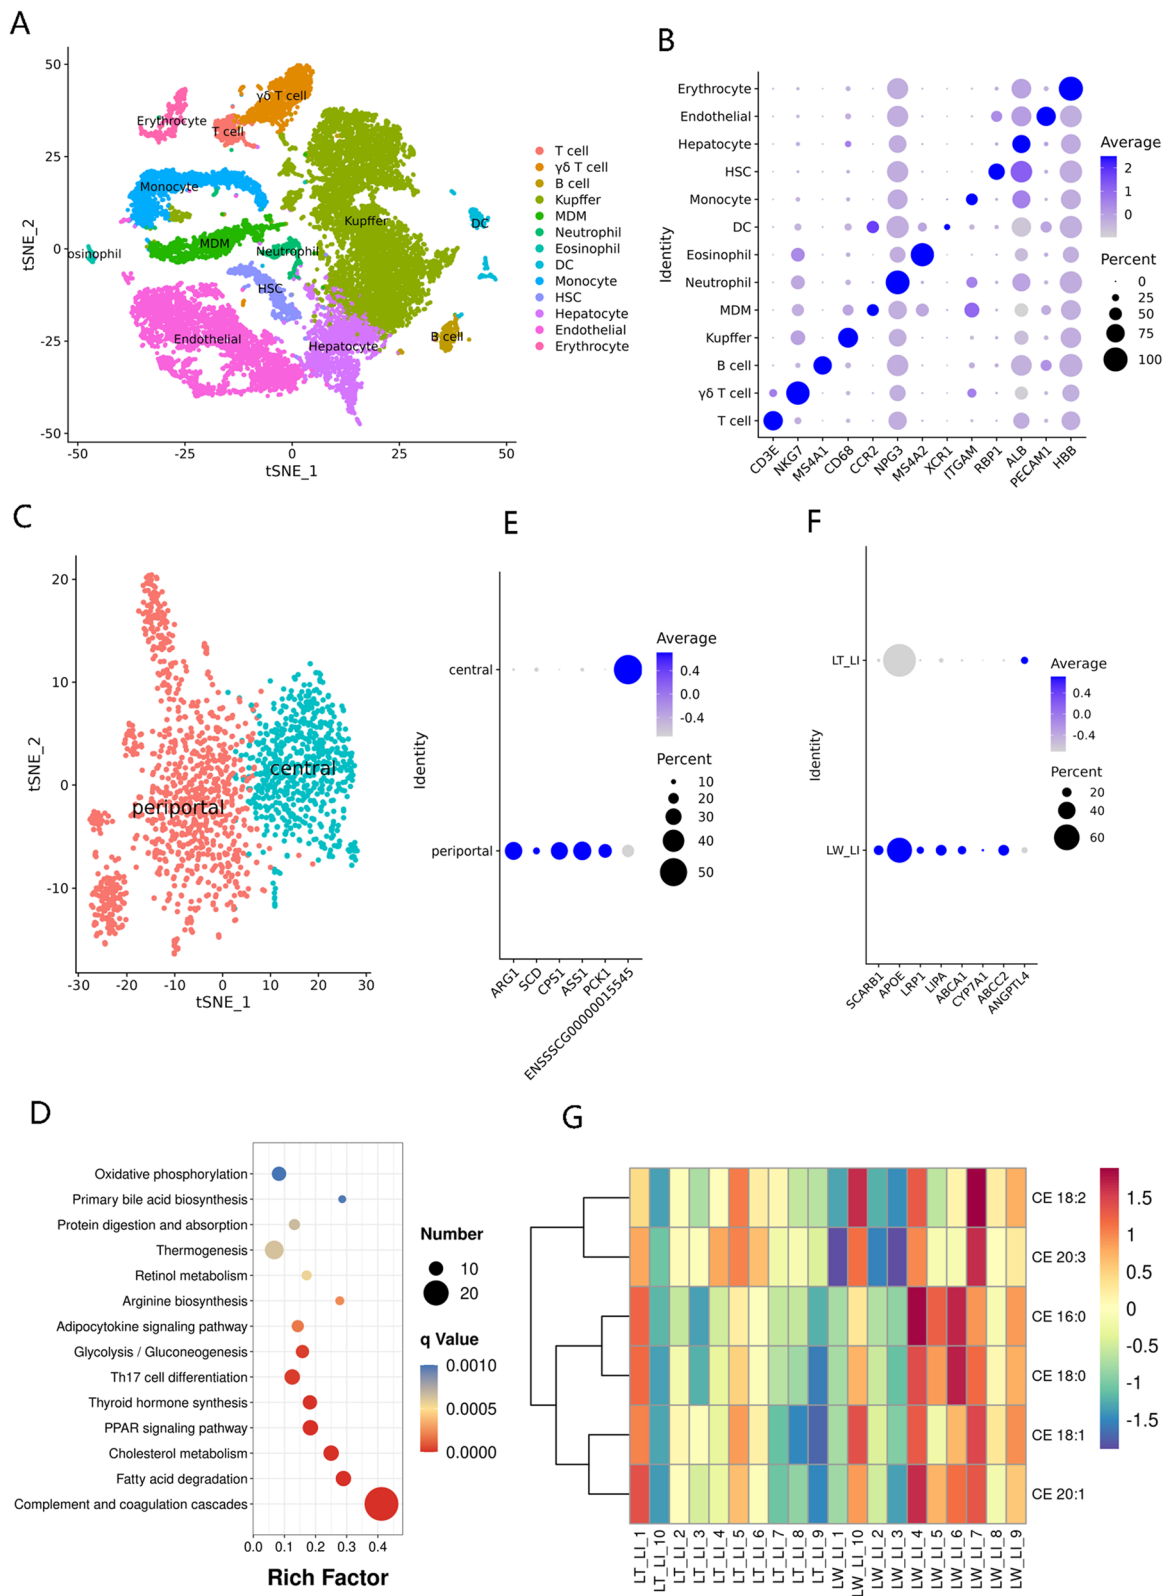 A
50
25
0
-25
-50
tSNE_2
-50
-25
0
25
50
tSNE_1
γδ T cell
Erythrocyte
T cell
Monocyte
Kupffer
DC
MDM
Neutrophil
osinophil
HSC
Endothelial
Hepatocyte
B cell
T cell
γδ T cell
B cell
Kupffer
MDM
Neutrophil
Eosinophil
DC
Monocyte
HSC
Hepatocyte
Endothelial
Erythrocyte
B
Identity
Erythrocyte
Endothelial
Hepatocyte
HSC
Monocyte
DC
Eosinophil
Neutrophil
MDM
Kupffer
B cell
γδ T cell
T cell
CD3E
NKG7
MS4A1
CD68
CCR2
NPG3
MS4A2
XCR1
ITGAM
RBP1
ALB
PECAM1
HBB
Average
2
1
0
Percent
0
25
50
75
100
C
20
10
0
-10
tSNE_2
-30
-20
-10
0
10
20
30
tSNE_1
central
periportal
E
Identity
central
periportal
ARG1
SCD
CPS1
ASS1
PCK1
ENSSSCG00000015545
Average
0.4
0.0
-0.4
Percent
10
20
30
40
50
F
Identity
LT_LI
LW_LI
SCARB1
APOE
LRP1
LIPA
ABCA1
CYP7A1
ABCC2
ANGPTL4
Average
0.4
0.0
-0.4
Percent
20
40
60
D
Oxidative phosphorylation
Primary bile acid biosynthesis
Protein digestion and absorption
Thermogenesis
Retinol metabolism
Arginine biosynthesis
Adipocytokine signaling pathway
Glycolysis / Gluconeogenesis
Th17 cell differentiation
Thyroid hormone synthesis
PPAR signaling pathway
Cholesterol metabolism
Fatty acid degradation
Complement and coagulation cascades
0.0
0.1
0.2
0.3
0.4
Rich Factor
Number
10
20
q Value
0.0010
0.0005
0.0000
G
CE 18:2
CE 20:3
CE 16:0
CE 18:0
CE 18:1
CE 20:1
LT_LI_1
LT_LI_10
LT_LI_2
LT_LI_3
LT_LI_4
LT_LI_5
LT_LI_6
LT_LI_7
LT_LI_8
LT_LI_9
LW_LI_1
LW_LI_10
LW_LI_2
LW_LI_3
LW_LI_4
LW_LI_5
LW_LI_6
LW_LI_7
LW_LI_8
LW_LI_9
1.5
1
0.5
0
-0.5
-1
-1.5